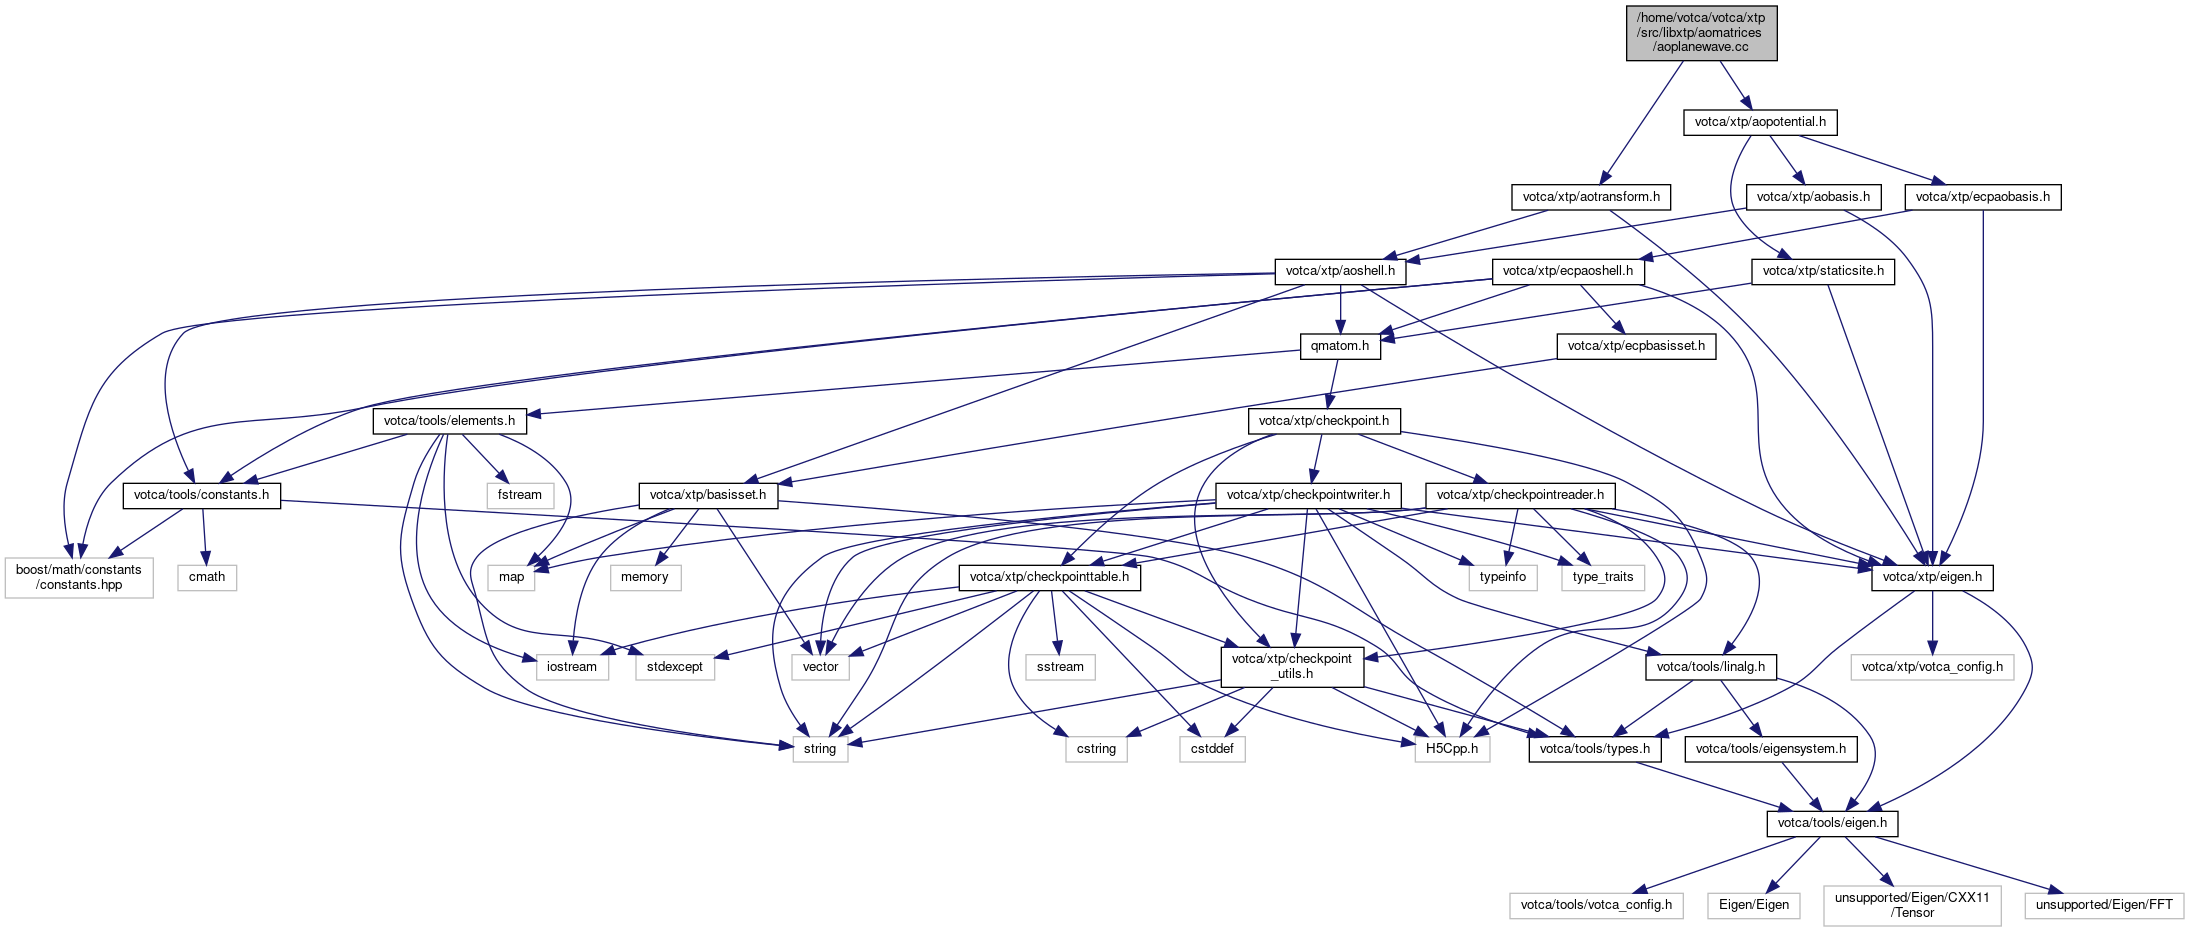 /home/votca/votca/xtp
/src/libxtp/aomatrices
/aoplanewave.cc
votca/xtp/aopotential.h
votca/xtp/aotransform.h
votca/xtp/aobasis.h
votca/xtp/ecpaobasis.h
votca/xtp/aoshell.h
votca/xtp/ecpaoshell.h
votca/xtp/staticsite.h
qmatom.h
votca/xtp/ecpbasisset.h
votca/tools/elements.h
votca/xtp/checkpoint.h
votca/tools/constants.h
fstream
votca/xtp/basisset.h
votca/xtp/checkpointwriter.h
votca/xtp/checkpointreader.h
boost/math/constants
/constants.hpp
cmath
map
memory
votca/xtp/checkpointtable.h
typeinfo
type_traits
votca/xtp/eigen.h
iostream
stdexcept
vector
sstream
votca/xtp/checkpoint
_utils.h
votca/tools/linalg.h
votca/xtp/votca_config.h
string
cstring
cstddef
H5Cpp.h
votca/tools/types.h
votca/tools/eigensystem.h
votca/tools/eigen.h
votca/tools/votca_config.h
Eigen/Eigen
unsupported/Eigen/CXX11
/Tensor
unsupported/Eigen/FFT